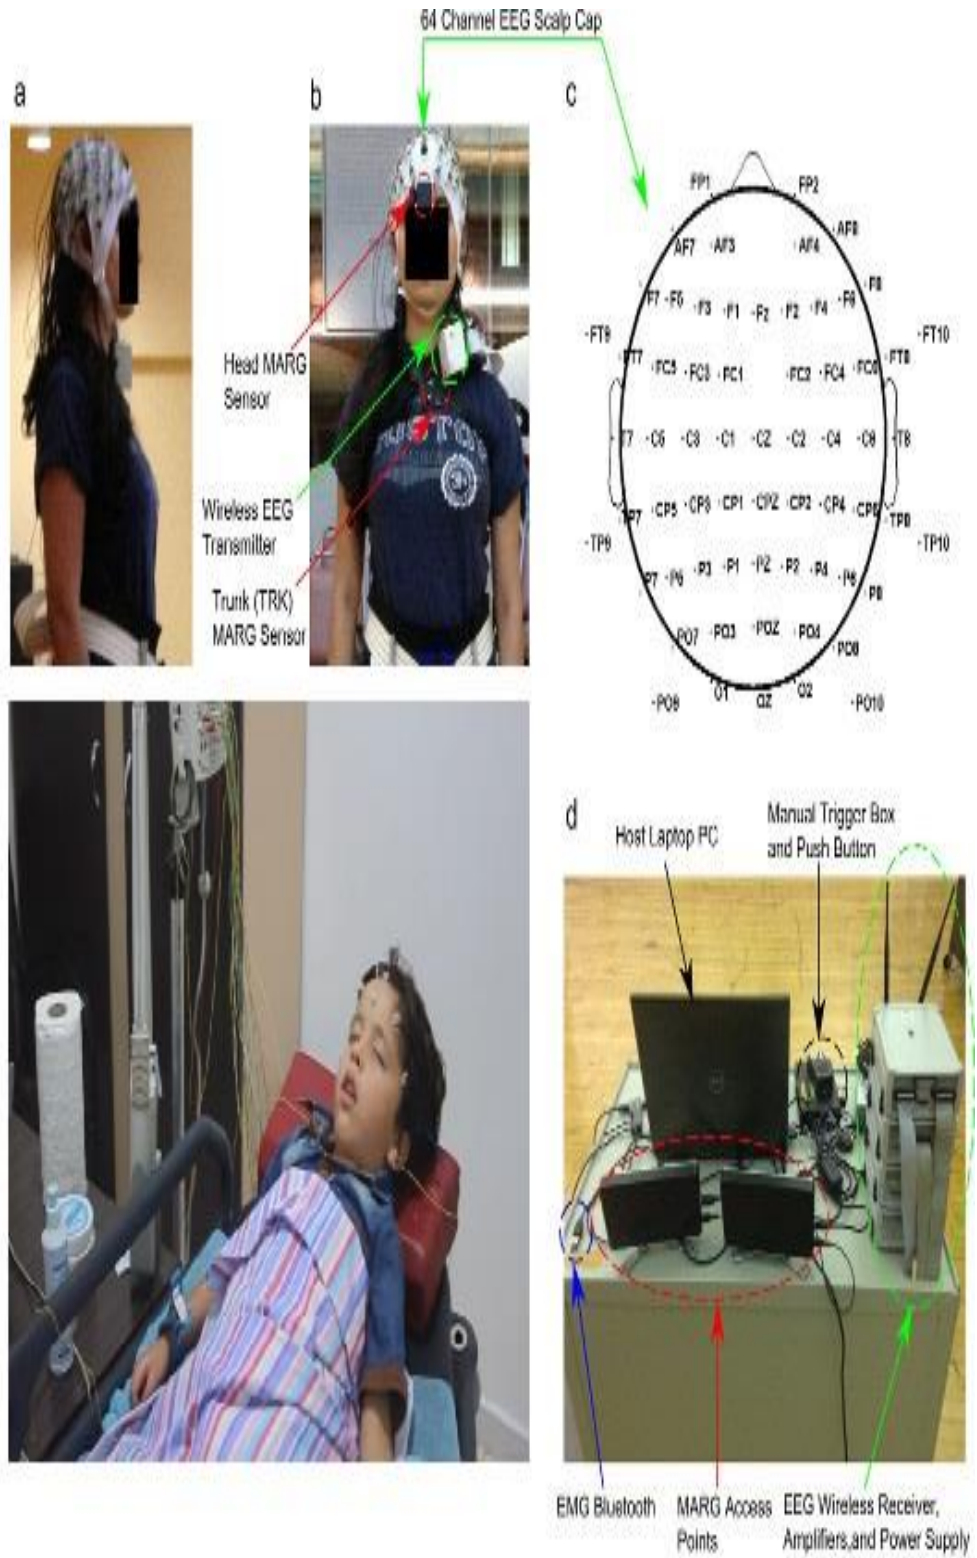 64 Channel EEG Scalp Cap
a
b
c
Head MARG
Sensor
Wireless EEG
Transmitter
Trunk (TRK)
MARG Sensor
FP1 FP2
AF7 AF3 AF4 AF8
F7 F5 F3 F1 Fz F2 F4 F6 F8
FT9 FT7 FT8 FT10
FC5 FC3 FC1 FC2 FC4 FC6
T7 C5 C3 C1 CZ C2 C4 C6 T8
TP7 CP5 CP3 CP1 CPZ CP2 CP4 CP6 TP8
TP9 TP10
P7 P5 P3 P1 PZ P2 P4 P6 P8
PO7 PO3 POZ PO4 PO8
PO9 O1 OZ O2 PO10
d
Host Laptop PC
Manual Trigger Box
and Push Button
EMG Bluetooth
MARG Access
Points
EEG Wireless Receiver,
Amplifiers,and Power Supply